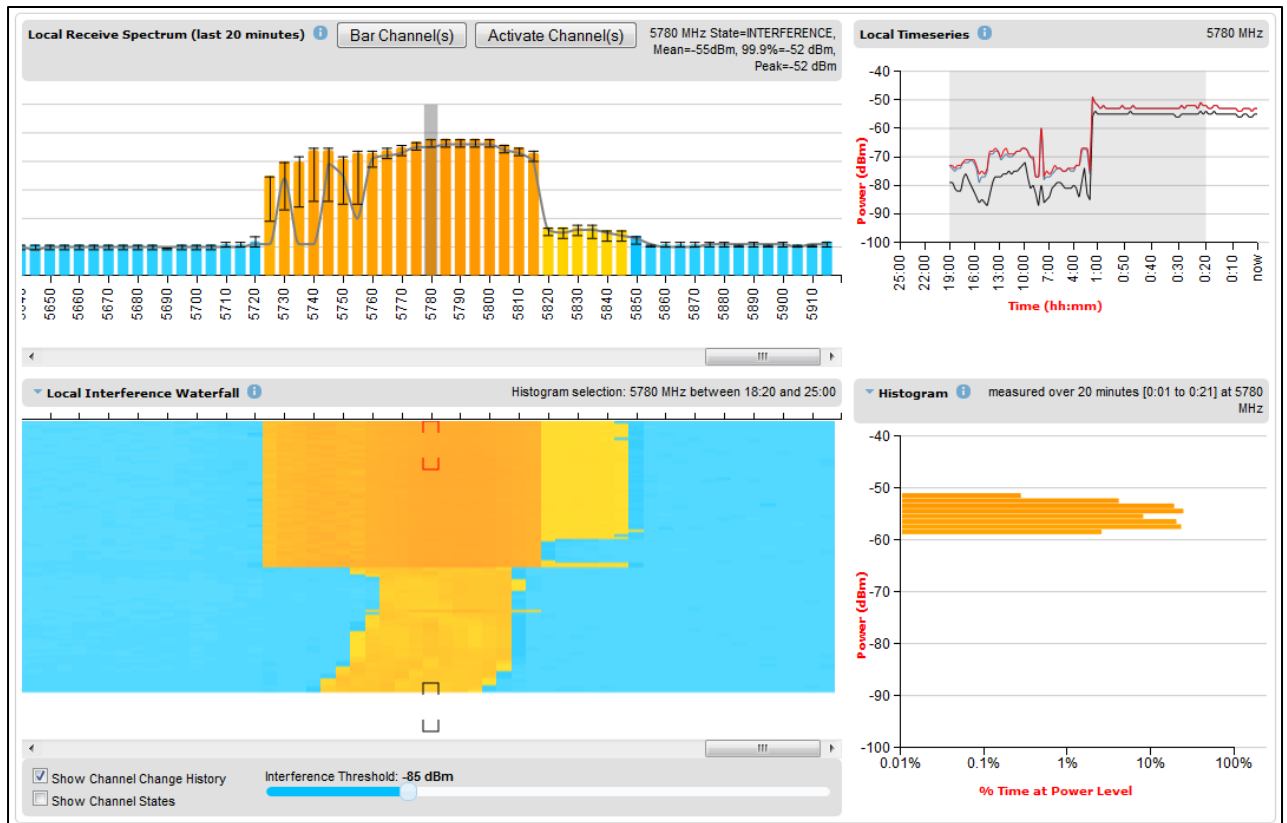 Local Receive Spectrum (last 20 minutes) i Bar Channel(s) Activate Channel(s) 5780 MHz State=INTERFERENCE,
Mean=-55dBm, 99.9%=-52 dBm,
Peak=-52 dBm
5650 5660 5670 5680 5690 5700 5710 5720 5730 5740 5750 5760 5770 5780 5790 5800 5810 5820 5830 5840 5850 5860 5870 5880 5890 5900 5910
Local Timeseries i 5780 MHz
-40
-50
-60
-70
-80
-90
-100
Power (dBm)
25:00 22:00 19:00 16:00 13:00 10:00 7:00 4:00 1:00 0:50 0:40 0:30 0:20 0:10 now
Time (hh:mm)
Local Interference Waterfall i Histogram selection: 5780 MHz between 18:20 and 25:00
Show Channel Change History
Show Channel States
Interference Threshold: -85 dBm
Histogram i measured over 20 minutes [0:01 to 0:21] at 5780
MHz
-40
-50
-60
-70
-80
-90
-100
Power (dBm)
0.01% 0.1% 1% 10% 100%
% Time at Power Level